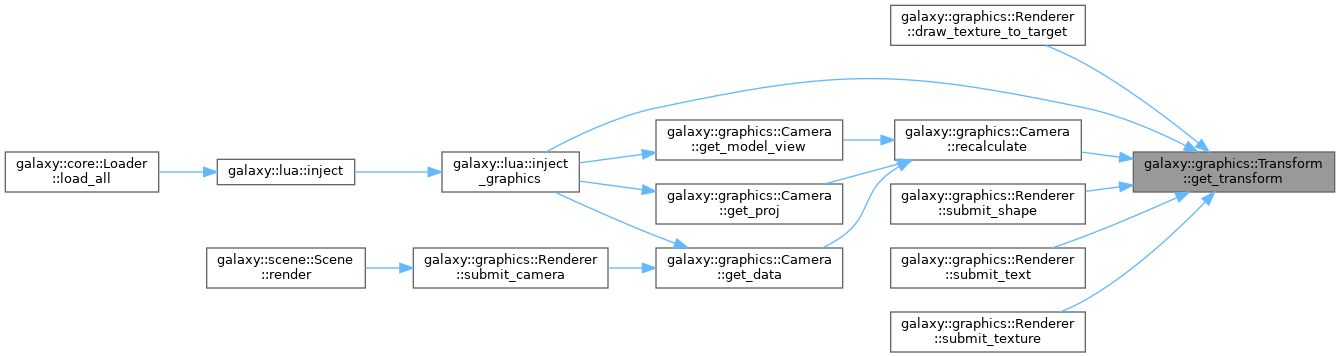 galaxy::graphics::Renderer
::draw_texture_to_target
galaxy::graphics::Camera
::get_model_view
galaxy::graphics::Camera
::recalculate
galaxy::core::Loader
::load_all
galaxy::lua::inject
galaxy::lua::inject
_graphics
galaxy::graphics::Transform
::get_transform
galaxy::graphics::Camera
::get_proj
galaxy::graphics::Renderer
::submit_shape
galaxy::scene::Scene
::render
galaxy::graphics::Renderer
::submit_camera
galaxy::graphics::Camera
::get_data
galaxy::graphics::Renderer
::submit_text
galaxy::graphics::Renderer
::submit_texture